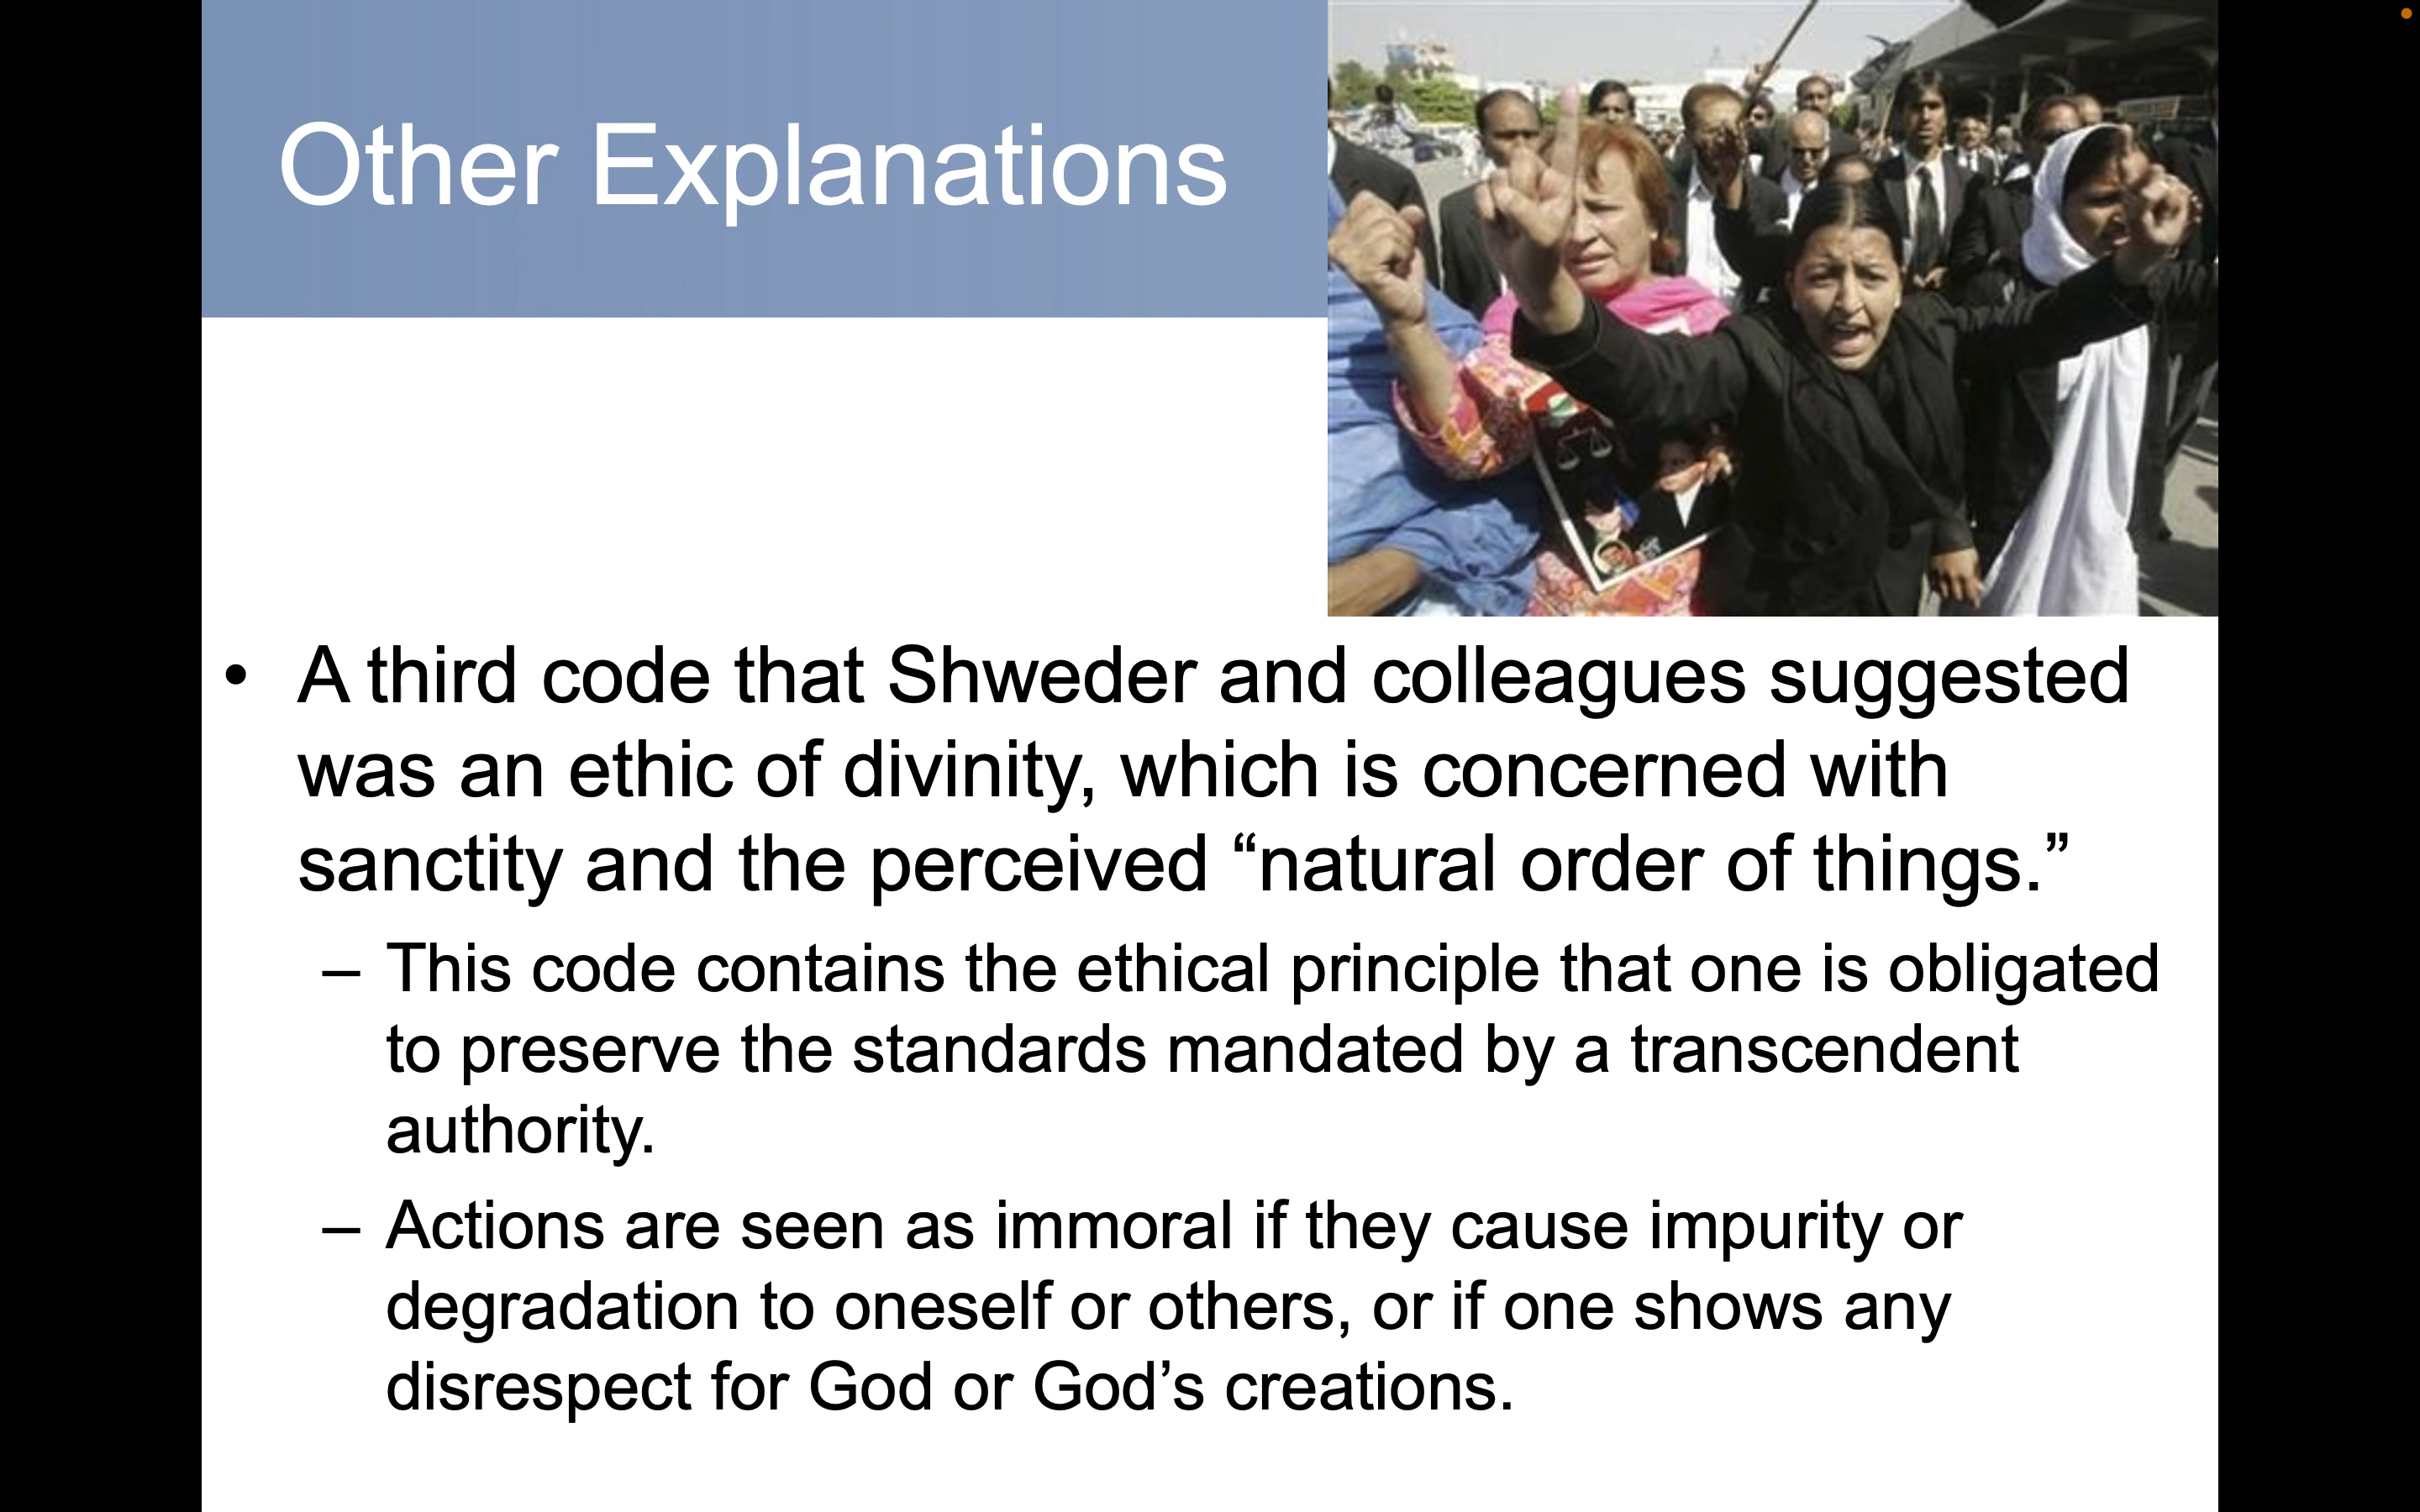 Other Explanations
• A third code that Shweder and colleagues suggested
was an ethic of divinity, which is concerned with
sanctity and the perceived “natural order of things.”
– This code contains the ethical principle that one is obligated
to preserve the standards mandated by a transcendent
authority.
– Actions are seen as immoral if they cause impurity or
degradation to oneself or others, or if one shows any
disrespect for God or God’s creations.